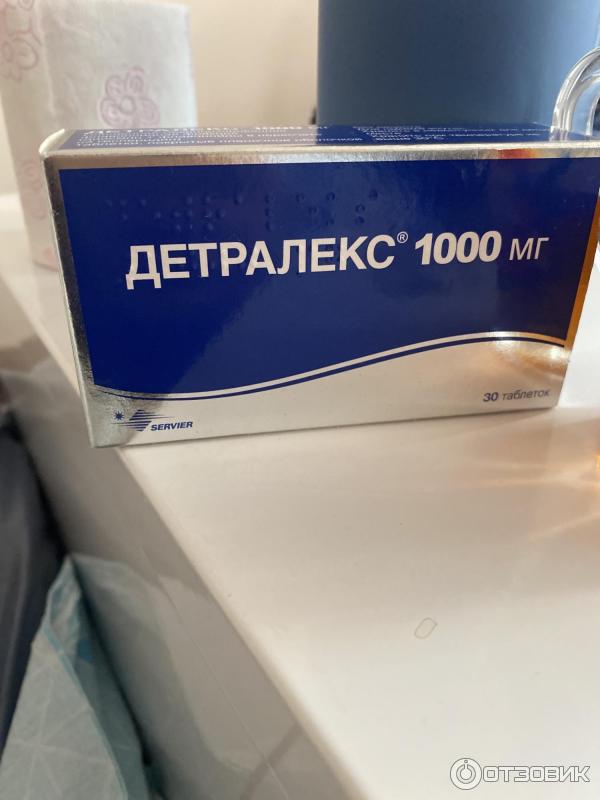 ДЕТРАЛЕКС® 1000 МГ
30 таблеток
SERVIER
ОТЗОВИК